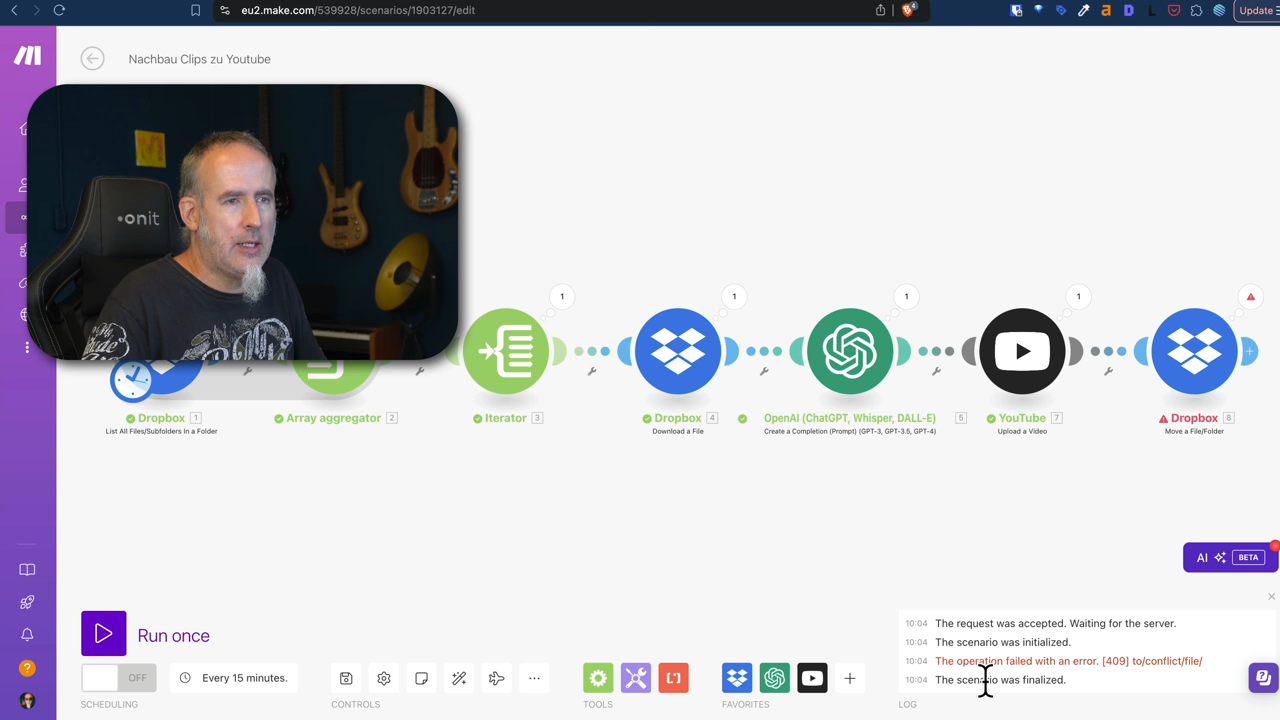 eu2.make.com/539928/scenarios/1903127/edit
4
Update
Nachbau Clips zu Youtube
onit
1
1
1
1
Dropbox 1
List All Files/Subfolders In a Folder
Array aggregator 2
Iterator 3
Dropbox 4
Download a File
OpenAI (ChatGPT, Whisper, DALL-E) 5
Create a Completion (Prompt) (GPT-3, GPT-3.5, GPT-4)
YouTube 7
Upload a Video
Dropbox 8
Move a File/Folder
AI BETA
Run once
OFF
Every 15 minutes.
SCHEDULING
CONTROLS
TOOLS
FAVORITES
10:04 The request was accepted. Waiting for the server.
10:04 The scenario was initialized.
10:04 The operation failed with an error. [409] to/conflict/file/
10:04 The scenario was finalized.
LOG